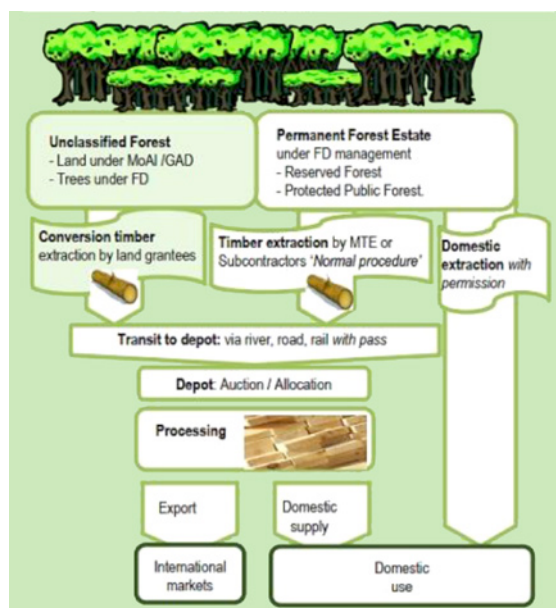 Unclassified Forest
- Land under MoAI /GAD
- Trees under FD
Permanent Forest Estate
under FD management
- Reserved Forest
- Protected Public Forest.
Conversion timber
extraction by land grantees
Timber extraction by MTE or
Subcontractors ‘Normal procedure’
Domestic
extraction with
permission
Transit to depot: via river, road, rail with pass
Depot: Auction / Allocation
Processing
Export
Domestic
supply
International
markets
Domestic
use